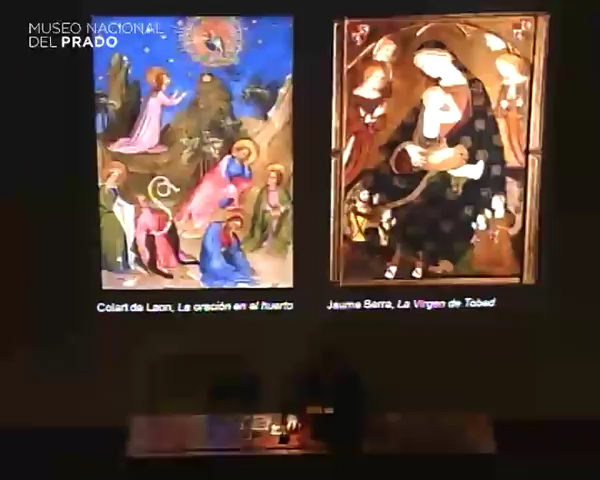 MUSEO NACIONAL
DEL PRADO
Colart de Laon, La oración en el huerto
Jaume Serra, La Virgen de Tobed